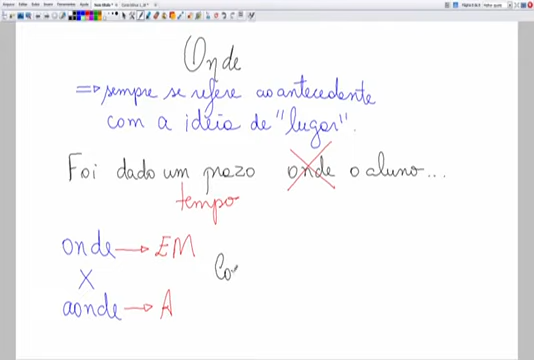 Onde
=> sempre se refere ao antecedente
com a idéia de "lugar".
Foi dado um prazo onde o aluno...
tempo
onde → EM
X
aonde → A
Co